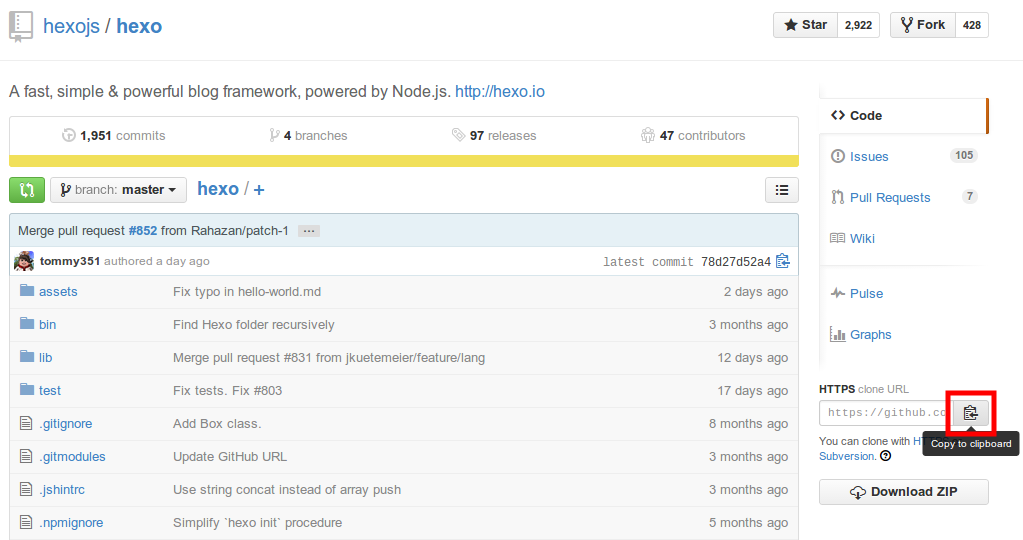 hexojs / hexo
Star 2,922 Fork 428
A fast, simple & powerful blog framework, powered by Node.js. http://hexo.io
1,951 commits 4 branches 97 releases 47 contributors
branch: master hexo / +
Merge pull request #852 from Rahazan/patch-1 ...
tommy351 authored a day ago latest commit 78d27d52a4
assets Fix typo in hello-world.md 2 days ago
bin Find Hexo folder recursively 3 months ago
lib Merge pull request #831 from jkuetemeier/feature/lang 12 days ago
test Fix tests. Fix #803 17 days ago
.gitignore Add Box class. 8 months ago
.gitmodules Update GitHub URL 3 months ago
.jshintrc Use string concat instead of array push 3 months ago
.npmignore Simplify `hexo init` procedure 5 months ago
Code
Issues 105
Pull Requests 7
Wiki
Pulse
Graphs
HTTPS clone URL
https://github.co
You can clone with
Copy to clipboard
Subversion.
Download ZIP